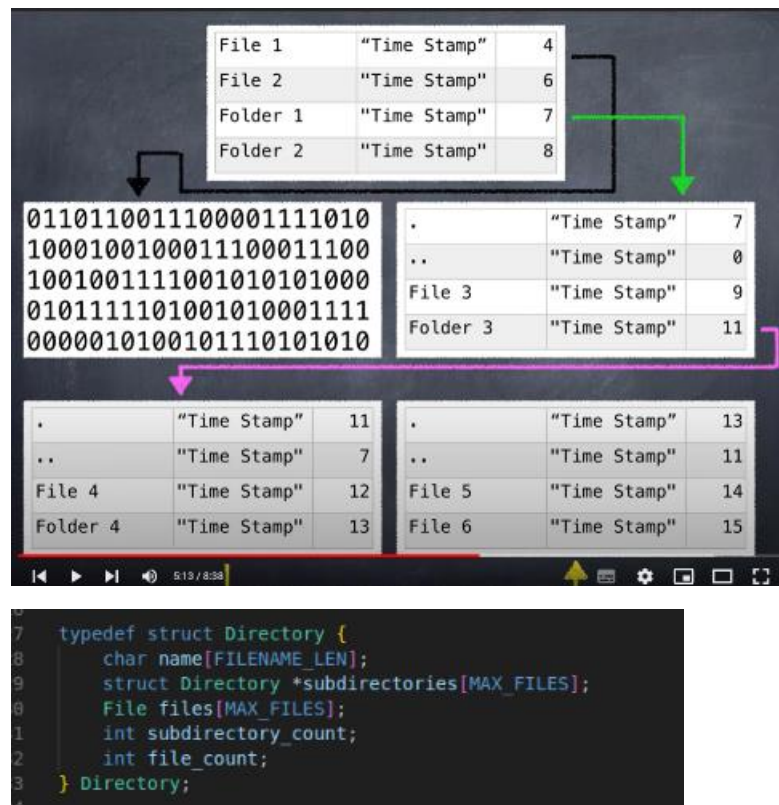 File 1 “Time Stamp” 4
File 2 "Time Stamp" 6
Folder 1 "Time Stamp" 7
Folder 2 "Time Stamp" 8
0110110011100001111010
1000100100011100011100
1001001111001010101000
0101111101001010001111
0000010100101110101010
. “Time Stamp” 7
.. "Time Stamp" 0
File 3 "Time Stamp" 9
Folder 3 "Time Stamp" 11
. “Time Stamp” 11
.. "Time Stamp" 7
File 4 "Time Stamp" 12
Folder 4 "Time Stamp" 13
. “Time Stamp” 13
.. "Time Stamp" 11
File 5 "Time Stamp" 14
File 6 "Time Stamp" 15
5:13 / 8:38
7 typedef struct Directory {
8 char name[FILENAME_LEN];
9 struct Directory *subdirectories[MAX_FILES];
0 File files[MAX_FILES];
1 int subdirectory_count;
2 int file_count;
3 } Directory;